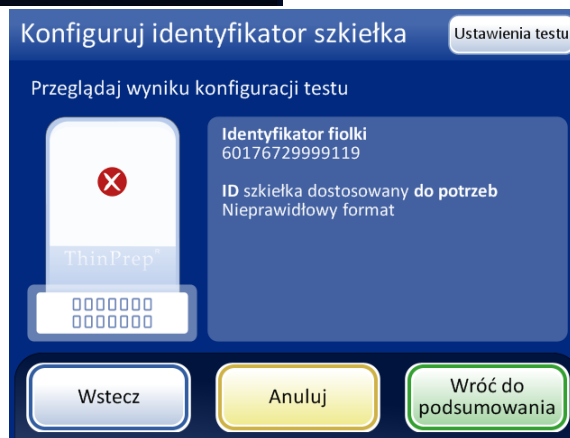 Konfiguruj identyfikator szkiełka
Ustawienia testu
Przeglądaj wyniku konfiguracji testu
Identyfikator fiolki
60176729999119
ID szkiełka dostosowany do potrzeb
Nieprawidłowy format
ThinPrep®
Wstecz
Anuluj
Wróć do
podsumowania